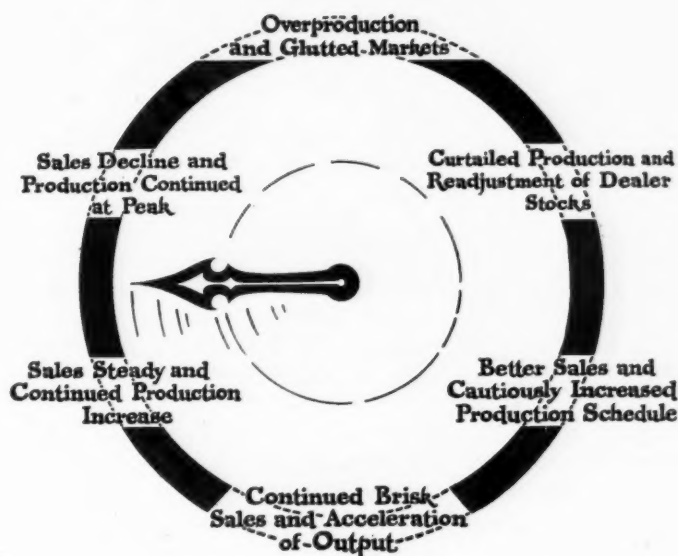 Overproduction
and Glutted Markets
Sales Decline and
Production Continued
at Peak
Curtailed Production and
Readjustment of Dealer
Stocks
Sales Steady and
Continued Production
Increase
Better Sales and
Cautiously Increased
Production Schedule
Continued Brisk
Sales and Acceleration
of Output